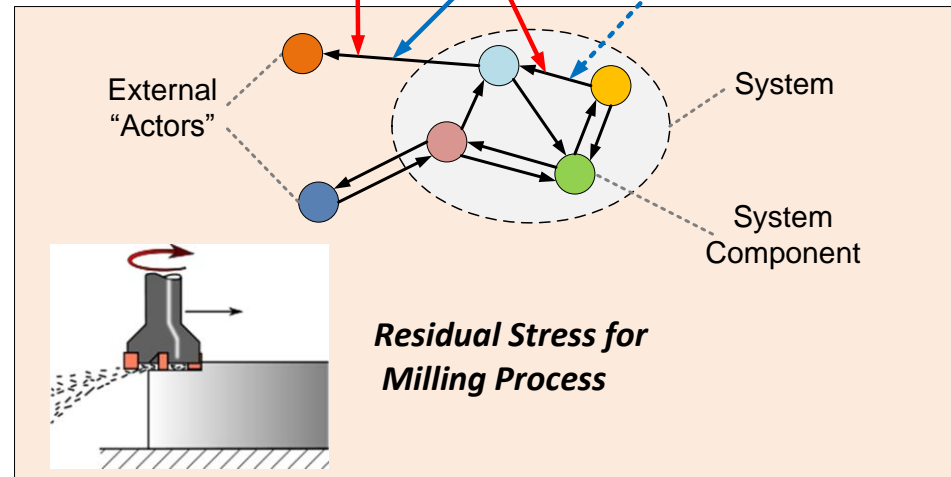 External
“Actors”
System
System
Component
Residual Stress for
Milling Process